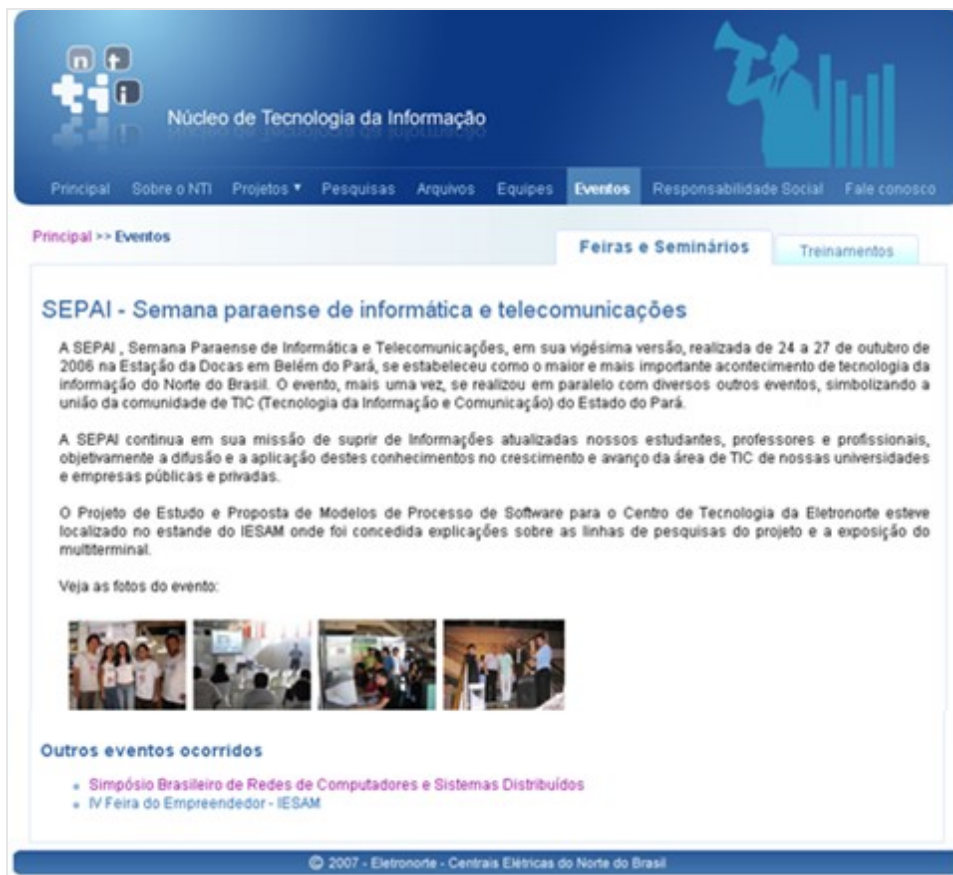 n t
ti i
Núcleo de Tecnologia da Informação
Principal Sobre o NTI Projetos ▼ Pesquisas Arquivos Equipes Eventos Responsabilidade Social Fale conosco
Principal >> Eventos
Feiras e Seminários Treinamentos
SEPAI - Semana paraense de informática e telecomunicações
A SEPAI , Semana Paraense de Informática e Telecomunicações, em sua vigésima versão, realizada de 24 a 27 de outubro de
2006 na Estação da Docas em Belém do Pará, se estabeleceu como o maior e mais importante acontecimento de tecnologia da
informação do Norte do Brasil. O evento, mais uma vez, se realizou em paralelo com diversos outros eventos, simbolizando a
união da comunidade de TIC (Tecnologia da Informação e Comunicação) do Estado do Pará.
A SEPAI continua em sua missão de suprir de Informações atualizadas nossos estudantes, professores e profissionais,
objetivamente a difusão e a aplicação destes conhecimentos no crescimento e avanço da área de TIC de nossas universidades
e empresas públicas e privadas.
O Projeto de Estudo e Proposta de Modelos de Processo de Software para o Centro de Tecnologia da Eletronorte esteve
localizado no estande do IESAM onde foi concedida explicações sobre as linhas de pesquisas do projeto e a exposição do
multiterminal.
Veja as fotos do evento:
Outros eventos ocorridos
Simpósio Brasileiro de Redes de Computadores e Sistemas Distribuídos
IV Feira do Empreendedor - IESAM
© 2007 - Eletronorte - Centrais Elétricas do Norte do Brasil